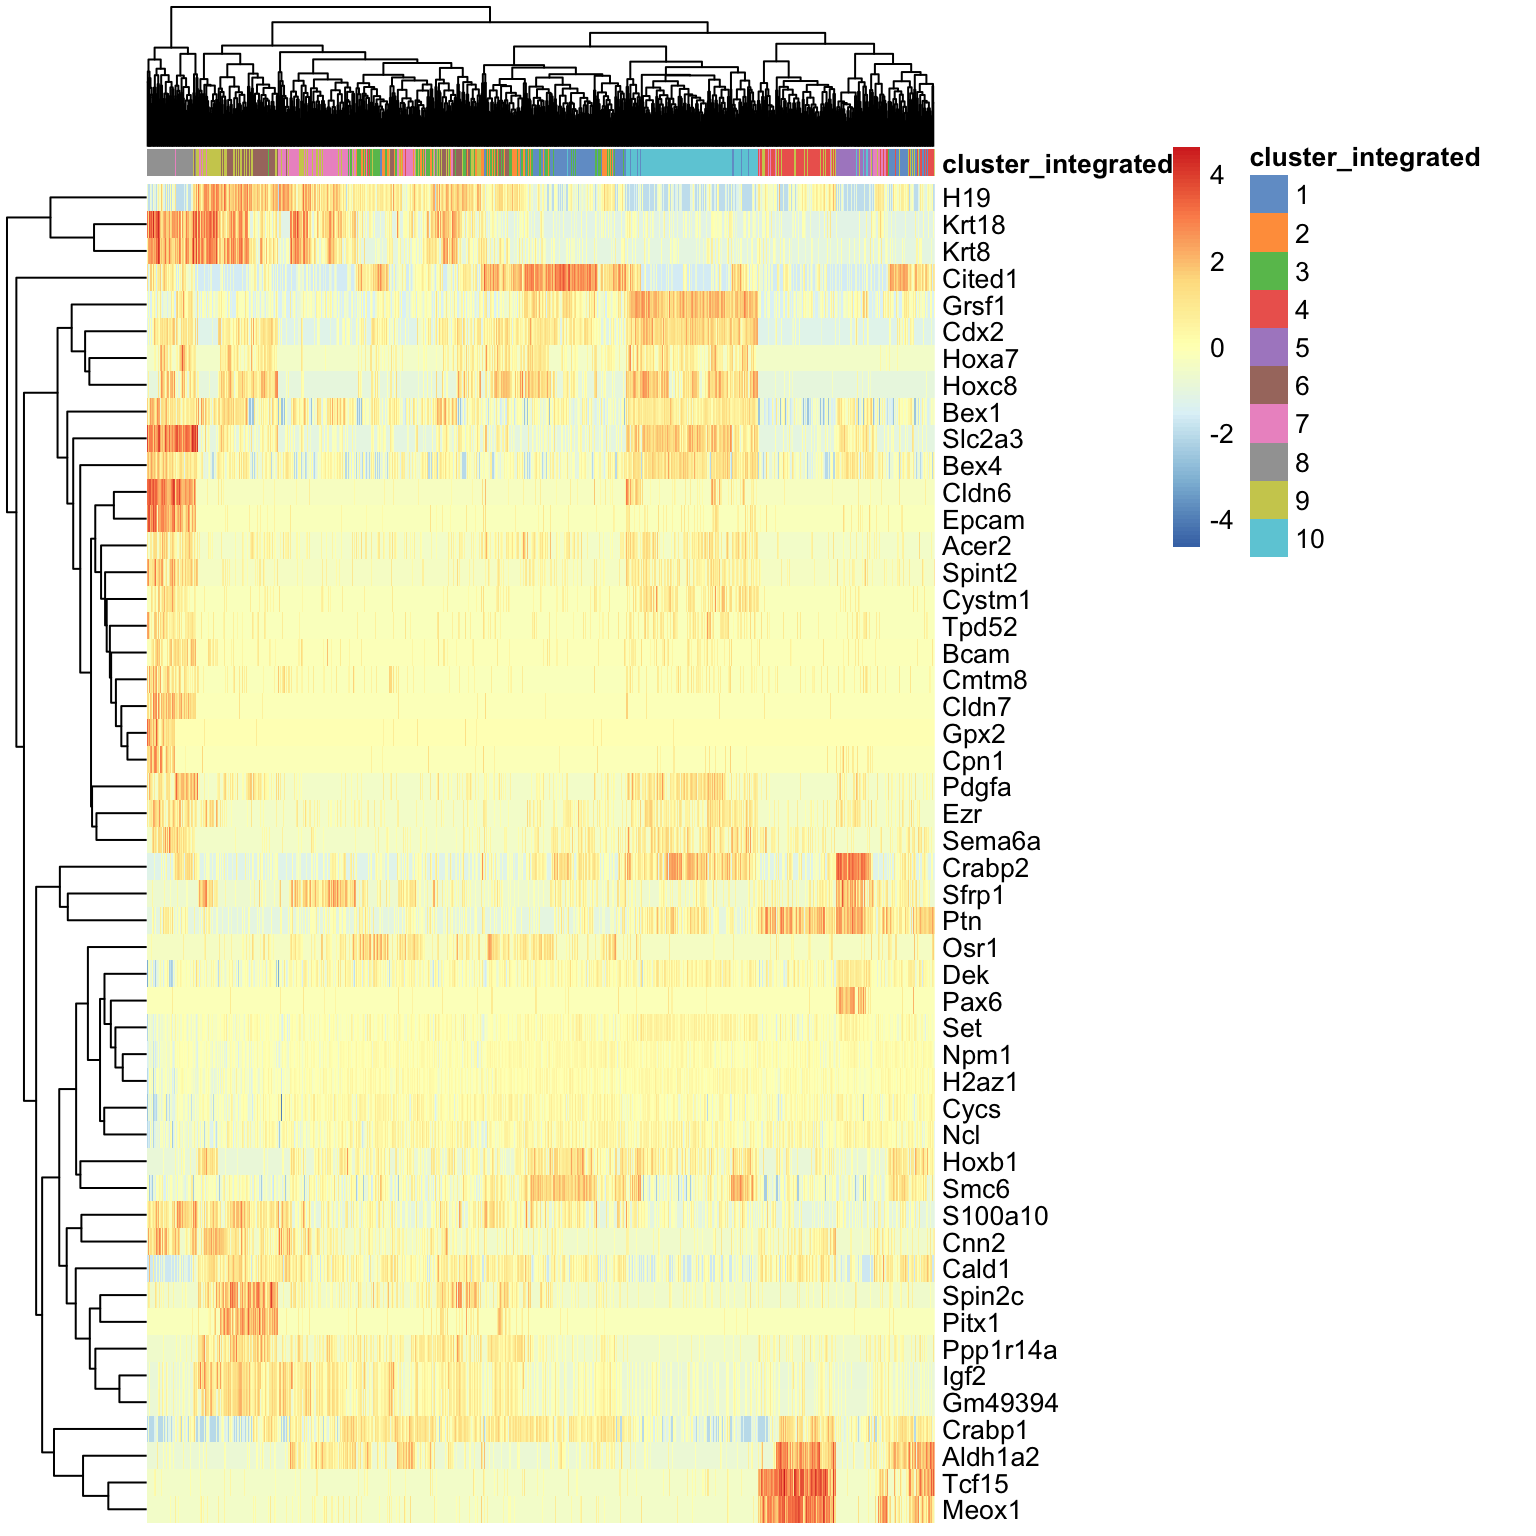 cluster_integrated
H19
Krt18
Krt8
Cited1
Grsf1
Cdx2
Hoxa7
Hoxc8
Bex1
Slc2a3
Bex4
Cldn6
Epcam
Acer2
Spint2
Cystm1
Tpd52
Bcam
Cmtm8
Cldn7
Gpx2
Cpn1
Pdgfa
Ezr
Sema6a
Crabp2
Sfrp1
Ptn
Osr1
Dek
Pax6
Set
Npm1
H2az1
Cycs
Ncl
Hoxb1
Smc6
S100a10
Cnn2
Cald1
Spin2c
Pitx1
Ppp1r14a
Igf2
Gm49394
Crabp1
Aldh1a2
Tcf15
Meox1
4
2
0
-2
-4
cluster_integrated
1
2
3
4
5
6
7
8
9
10